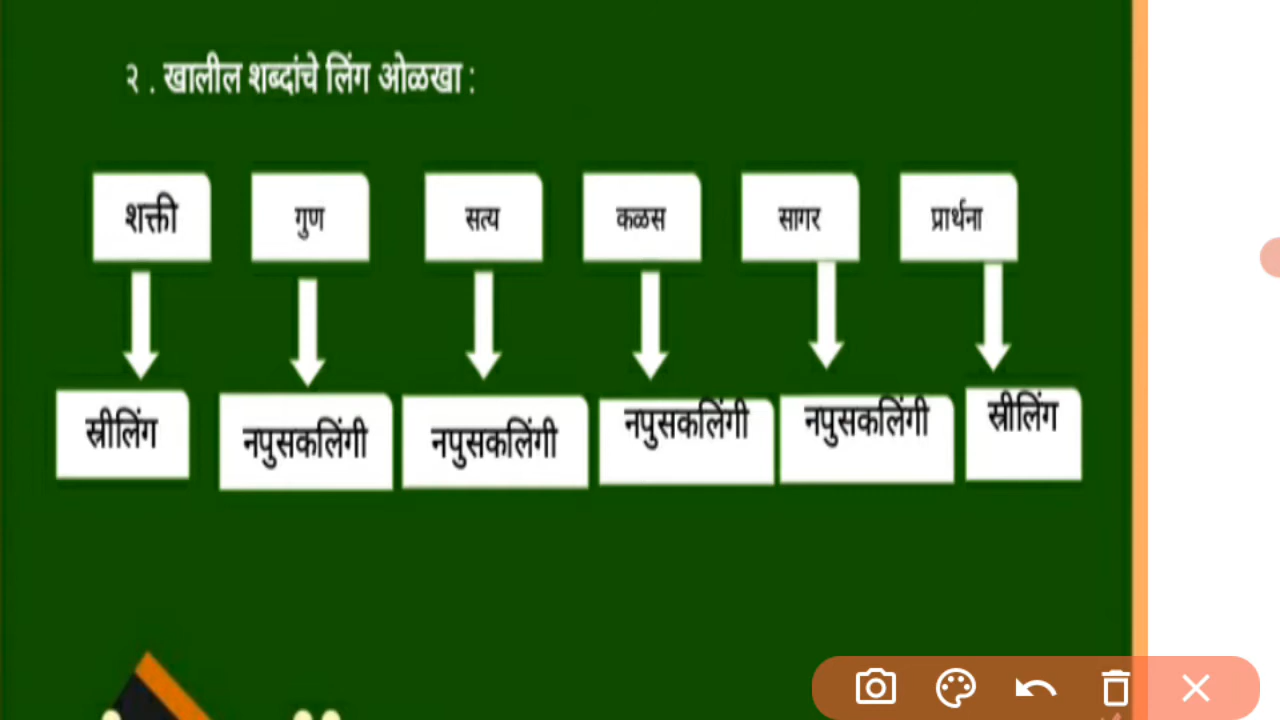 २ . खालील शब्दांचे लिंग ओळखा :
शक्ती गुण सत्य कळस सागर प्रार्थना
स्रीलिंग नपुसकलिंगी नपुसकलिंगी नपुसकलिंगी नपुसकलिंगी स्रीलिंग